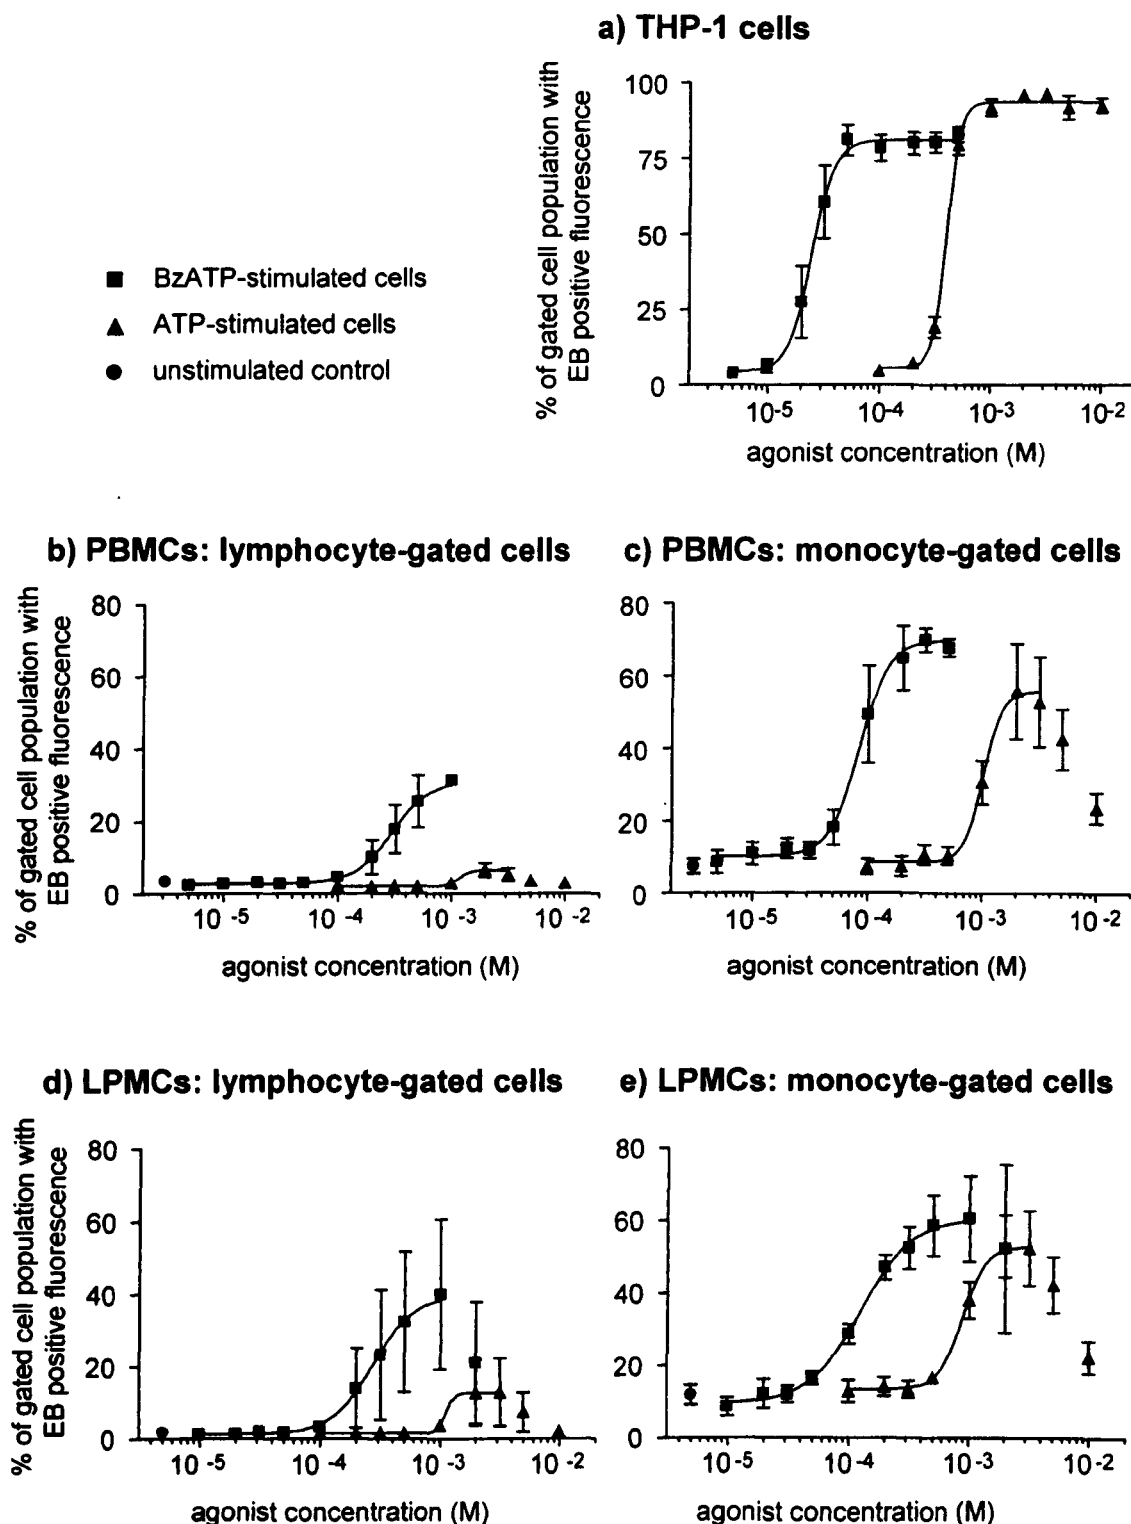 a) THP-1 cells
% of gated cell population with
EB positive fluorescence
100
75
50
25
0
10-5
10-4
10-3
10-2
agonist concentration (M)
BzATP-stimulated cells
ATP-stimulated cells
unstimulated control
b) PBMCs: lymphocyte-gated cells
% of gated cell population with
EB positive fluorescence
80
60
40
20
0
10-5
10-4
10-3
10-2
agonist concentration (M)
c) PBMCs: monocyte-gated cells
80
60
40
20
0
10-5
10-4
10-3
10-2
agonist concentration (M)
d) LPMCs: lymphocyte-gated cells
% of gated cell population with
EB positive fluorescence
80
60
40
20
0
10-5
10-4
10-3
10-2
agonist concentration (M)
e) LPMCs: monocyte-gated cells
80
60
40
20
0
10-5
10-4
10-3
10-2
agonist concentration (M)